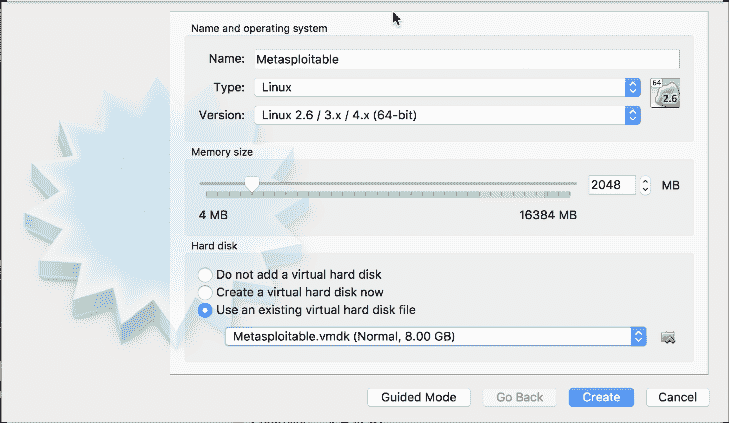 Name and operating system
Name: Metasploitable
Type: Linux
64
2.6
Version: Linux 2.6 / 3.x / 4.x (64-bit)
Memory size
2048 MB
4 MB 16384 MB
Hard disk
Do not add a virtual hard disk
Create a virtual hard disk now
Use an existing virtual hard disk file
Metasploitable.vmdk (Normal, 8.00 GB)
Guided Mode Go Back Create Cancel